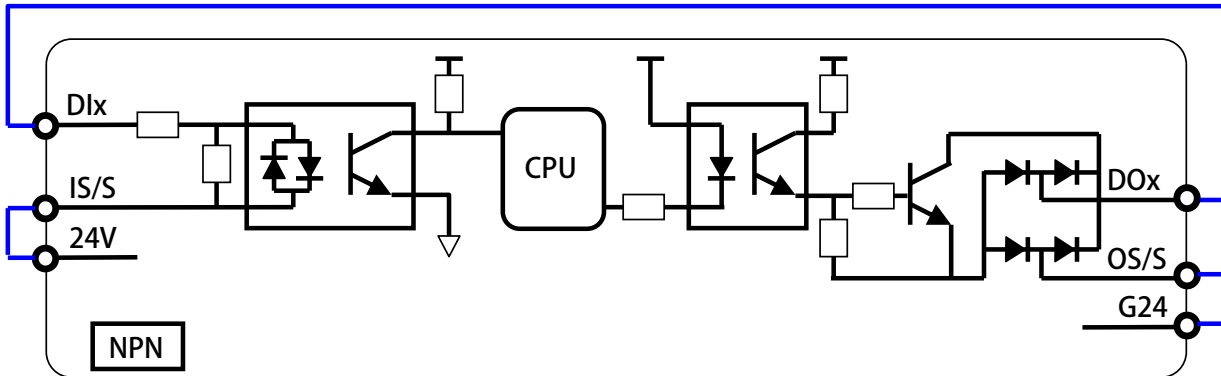 DIx
IS/S
24V
CPU
DOx
OS/S
G24
NPN